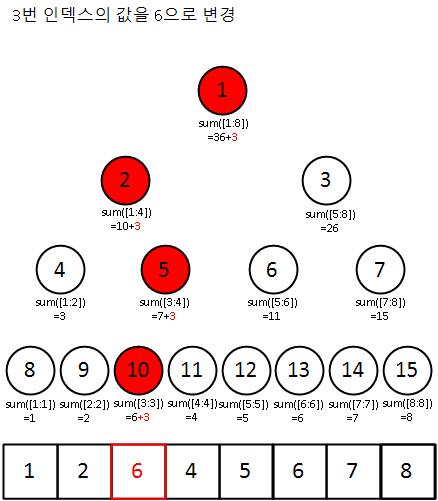 3번 인덱스의 값을 6으로 변경
1
sum([1:8])
=36+3
2
3
sum([1:4])
sum([5:8])
=10+3
=26
4
5
6
7
sum([1:2])
sum([3:4])
sum([5:6])
sum([7:8])
=3
=7+3
=11
=15
8
9
10
11
12
13
14
15
sum([1:1])
sum([2:2])
sum([3:3])
sum([4:4])
sum([5:5])
sum([6:6])
sum([7:7])
sum([8:8])
=1
=2
=6+3
=4
=5
=6
=7
=8
1
2
6
4
5
6
7
8